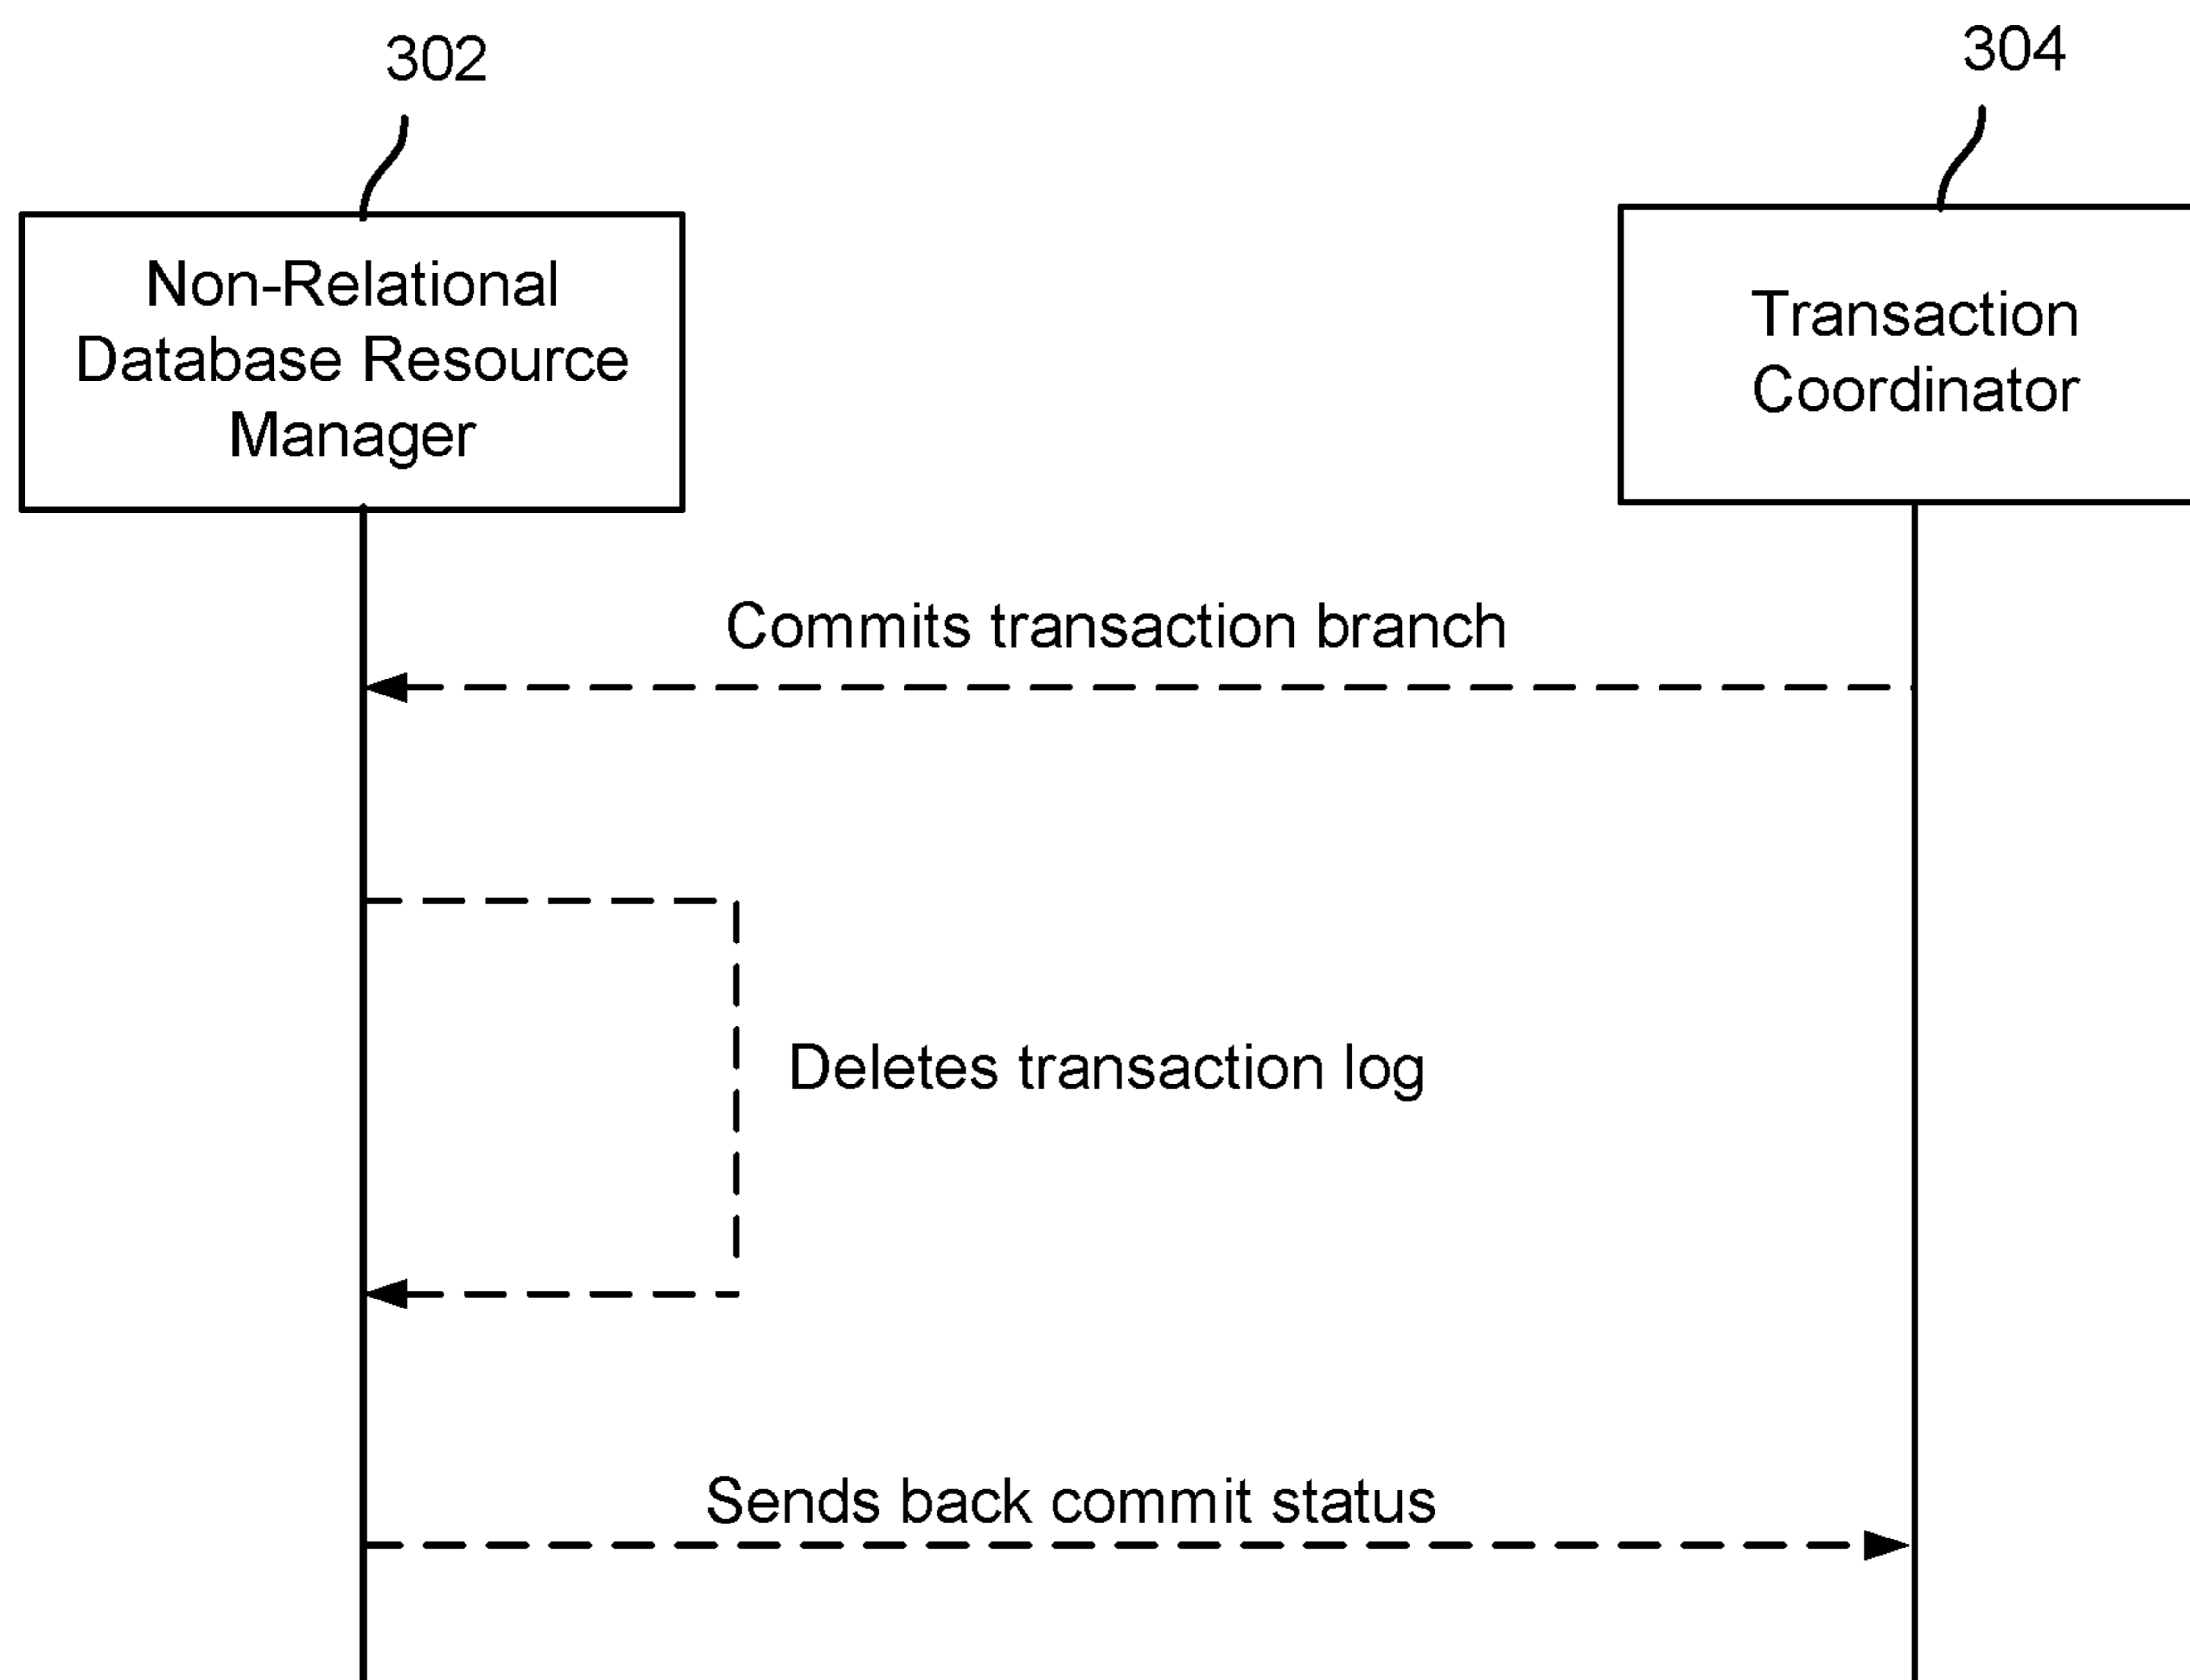 302
304
Non-Relational
Database Resource
Manager
Transaction
Coordinator
Commits transaction branch
Deletes transaction log
Sends back commit status